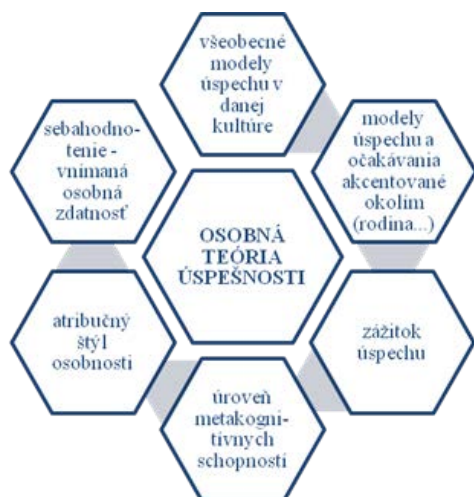 všeobecné
modely
úspechu v
danej
kultúre
modely
úspechu a
očakávania
akcentované
okolím
(rodina...)
zážitok
úspechu
úroveň
metakogni-
tívnych
schopností
atribučný
štýl
osobnosti
sebahodno-
tenie -
vnímaná
osobná
zdatnosť
OSOBNÁ
TEÓRIA
ÚSPEŠNOSTI